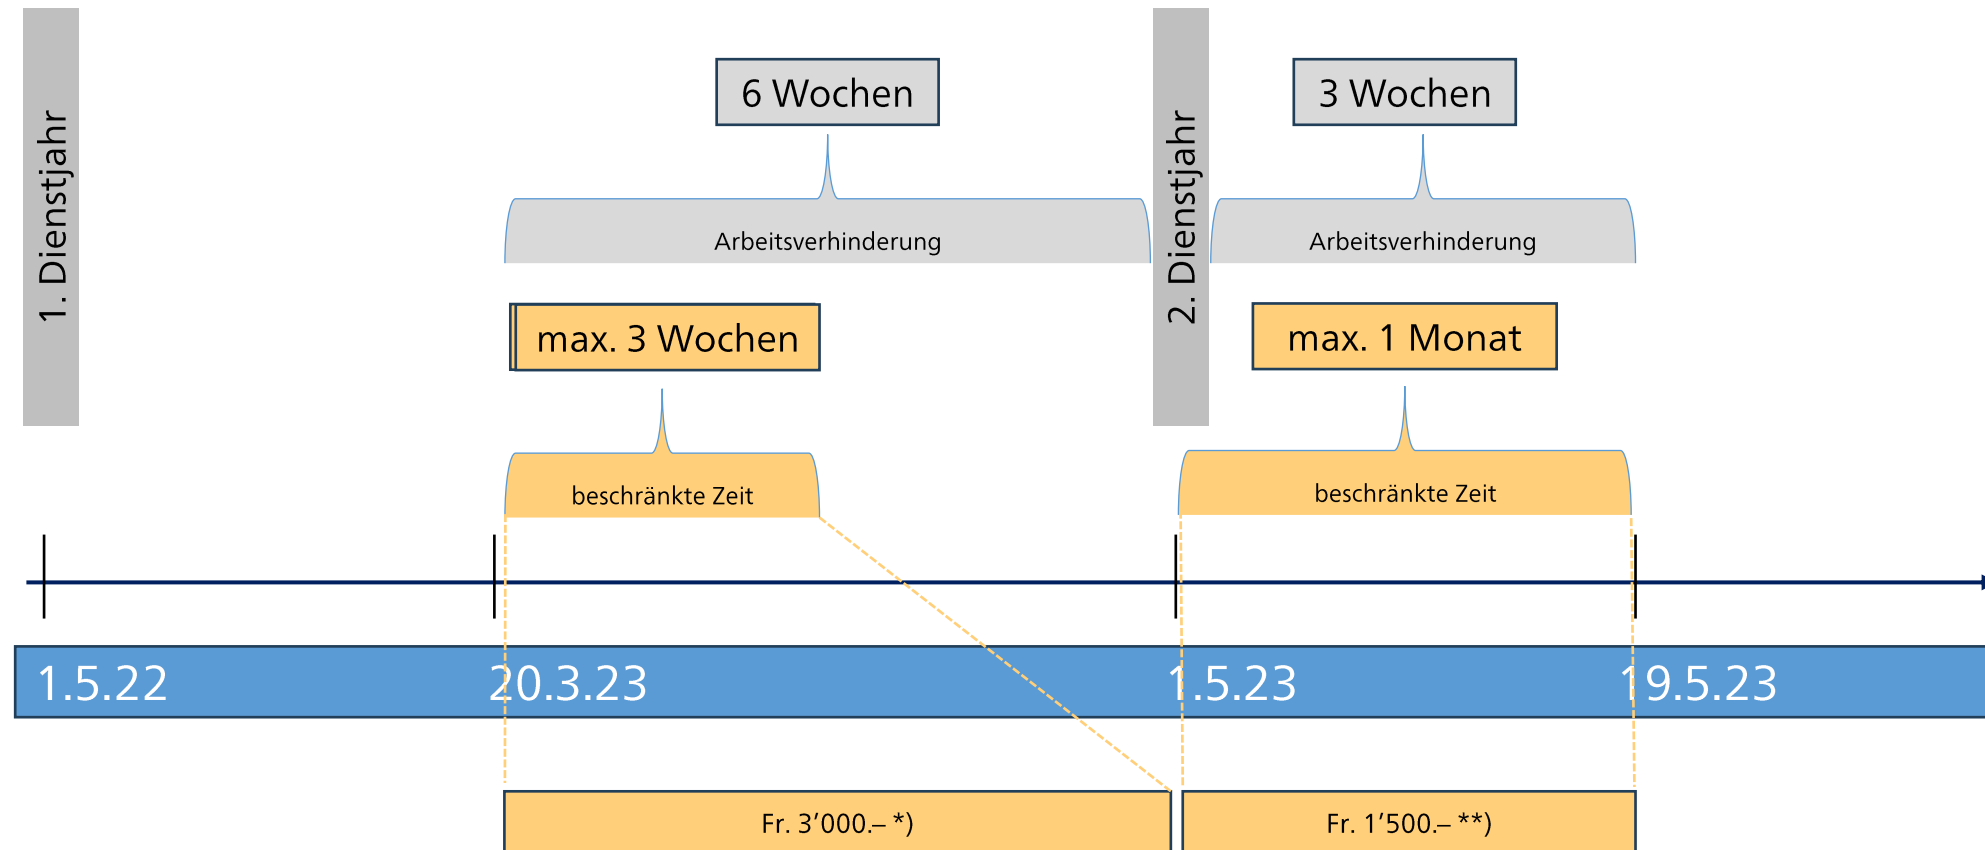 1. Dienstjahr
6 Wochen
Arbeitsverhinderung
2. Dienstjahr
3 Wochen
Arbeitsverhinderung
max. 3 Wochen
beschränkte Zeit
max. 1 Monat
beschränkte Zeit
1.5.22
20.3.23
1.5.23
19.5.23
Fr. 3’000.– *)
Fr. 1’500.– **)